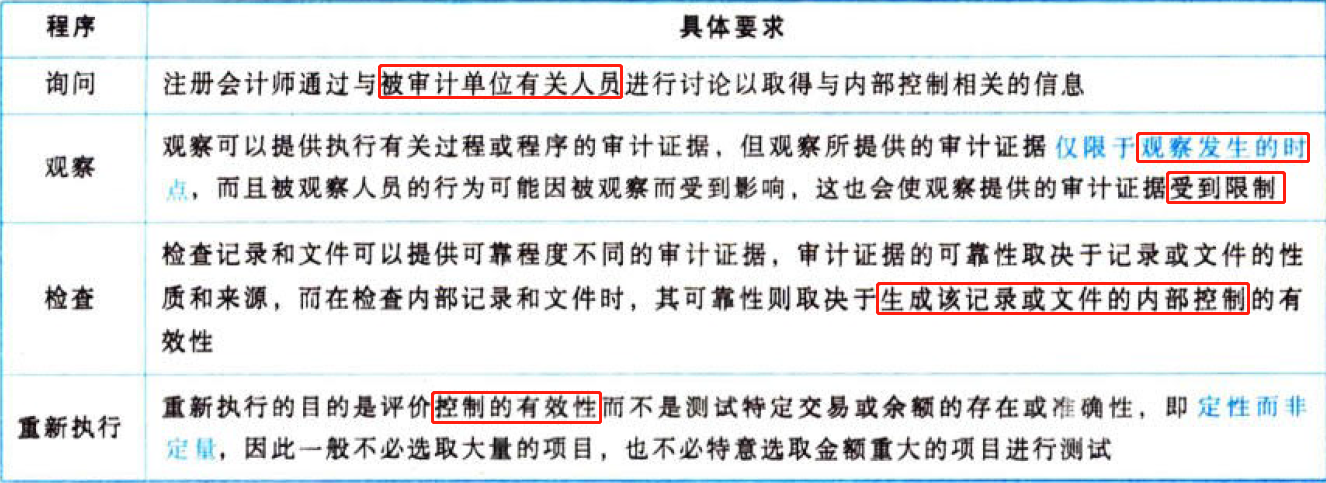 程序
具体要求
询问
注册会计师通过与被审计单位有关人员进行讨论以取得与内部控制相关的信息
观察
观察可以提供执行有关过程或程序的审计证据，但观察所提供的审计证据仅限于观察发生的时
点，而且被观察人员的行为可能因被观察而受到影响，这也会使观察提供的审计证据受到限制
检查
检查记录和文件可以提供可靠程度不同的审计证据，审计证据的可靠性取决于记录或文件的性
质和来源，而在检查内部记录和文件时，其可靠性则取决于生成该记录或文件的内部控制的有
效性
重新执行
重新执行的目的是评价控制的有效性而不是测试特定交易或余额的存在或准确性，即定性而非
定量，因此一般不必选取大量的项目，也不必特意选取金额重大的项目进行测试